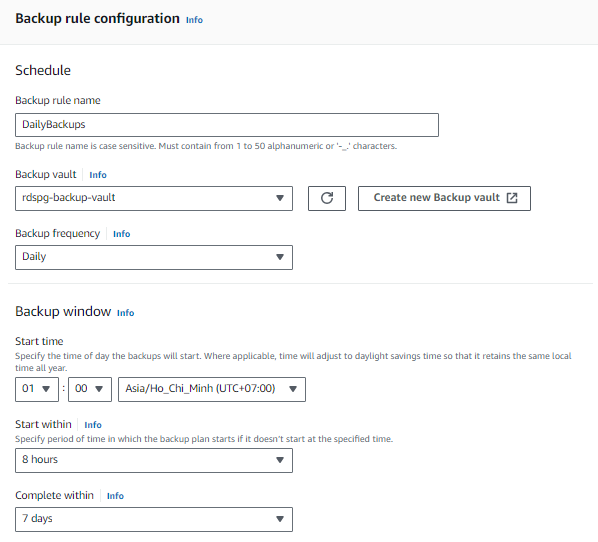 Backup rule configuration Info
Schedule
Backup rule name
DailyBackups
Backup rule name is case sensitive. Must contain from 1 to 50 alphanumeric or '-_.' characters.
Backup vault Info
rdspg-backup-vault
Create new Backup vault
Backup frequency Info
Daily
Backup window Info
Start time
Specify the time of day the backups will start. Where applicable, time will adjust to daylight savings time so that it retains the same local
time all year.
01 : 00 Asia/Ho_Chi_Minh (UTC+07:00)
Start within Info
Specify period of time in which the backup plan starts if it doesn't start at the specified time.
8 hours
Complete within Info
7 days